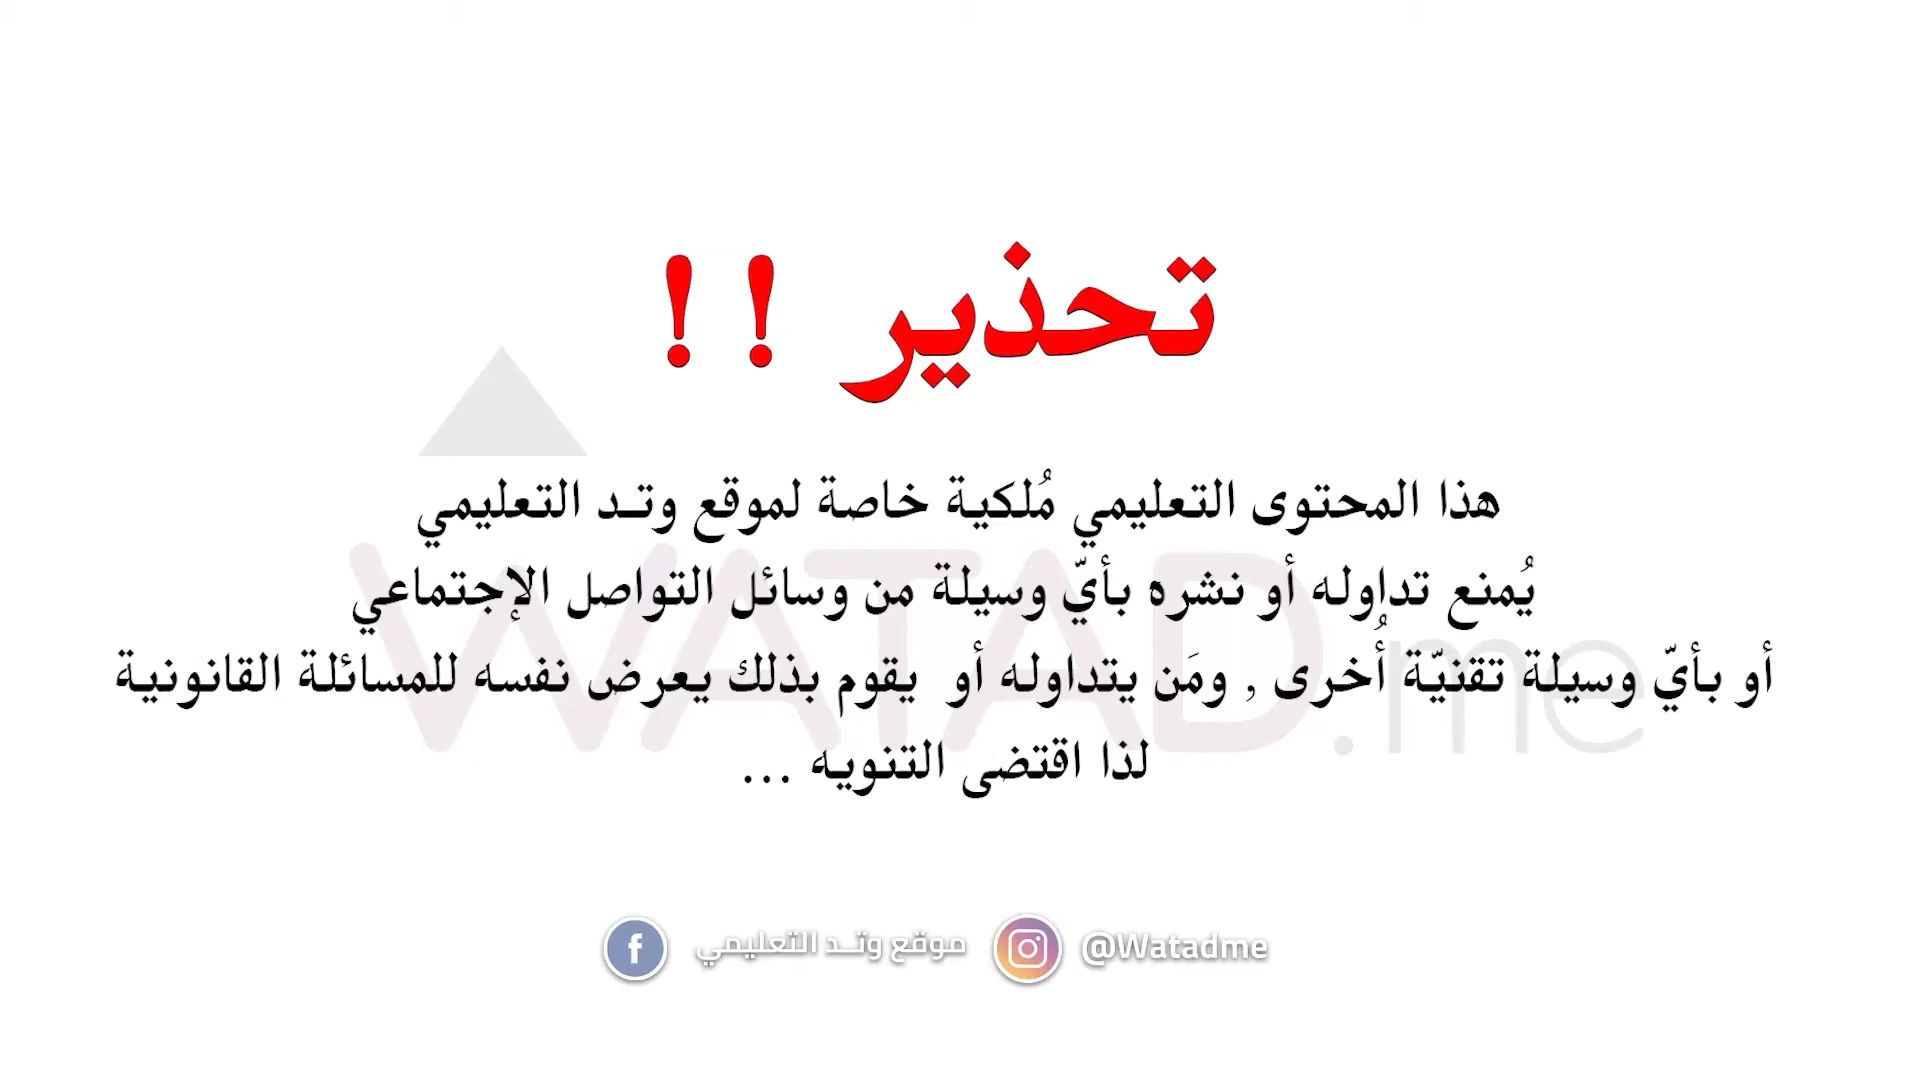 تحذير ! !
هذا المحتوى التعليمي مُلكية خاصة لموقع وتـد التعليمي
يُمنع تداوله أو نشره بأيّ وسيلة من وسائل التواصل الإجتماعي
أو بأيّ وسيلة تقنيّة أُخرى , ومَن يتداوله أو يقوم بذلك يعرض نفسه للمسائلة القانونية
لذا اقتضى التنويه ...
WATAD.me
موقع وتـد التعليمي @Watadme